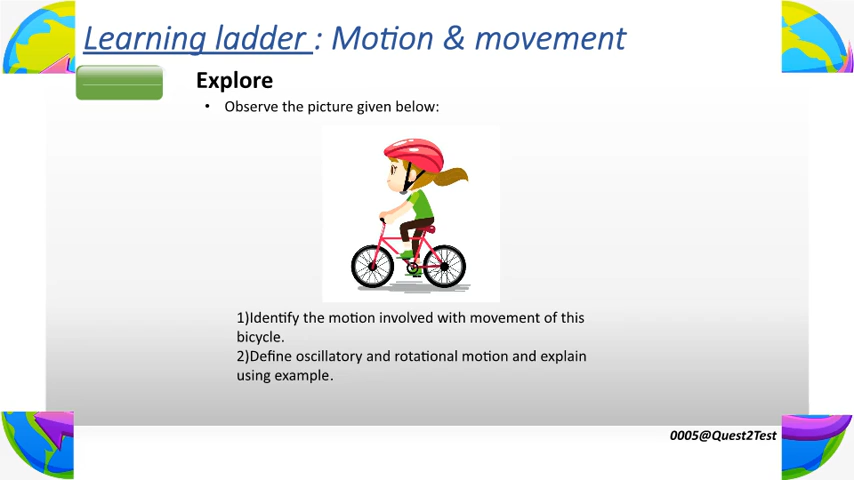 Learning ladder : Motion & movement
Explore
• Observe the picture given below:
1)Identify the motion involved with movement of this
bicycle.
2)Define oscillatory and rotational motion and explain
using example.
0005@Quest2Test